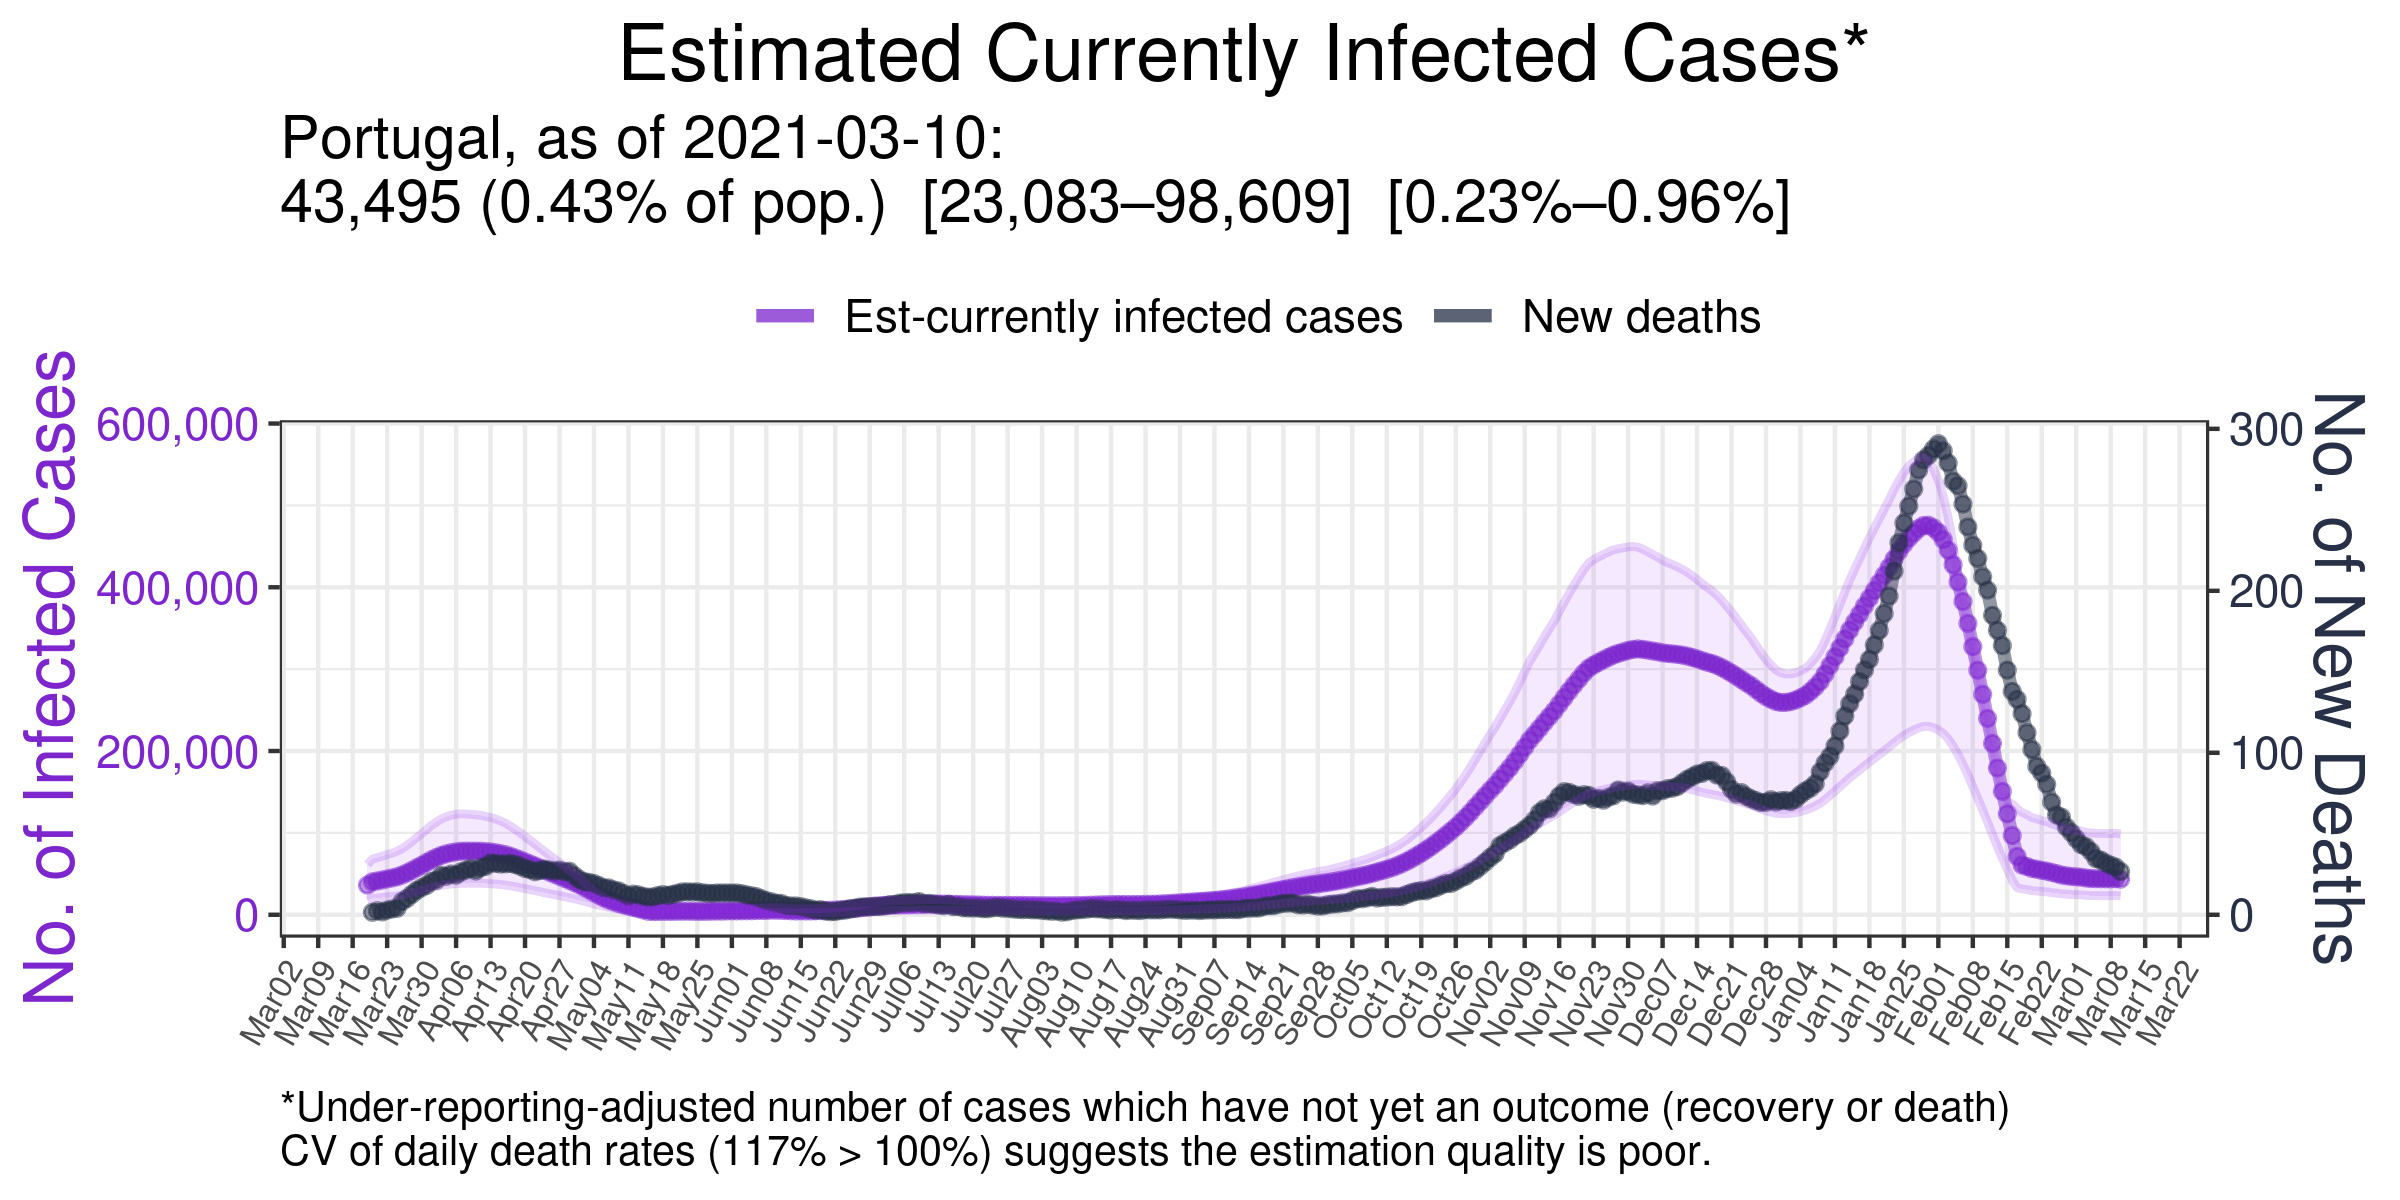 Estimated Currently Infected Cases*
Portugal, as of 2021-03-10:
43,495 (0.43% of pop.) [23,083–98,609] [0.23%–0.96%]
Est-currently infected cases New deaths
No. of Infected Cases
600,000
400,000
200,000
0
300
200
100
0
No. of New Deaths
Mar02 Mar09 Mar16 Mar23 Mar30 Apr06 Apr13 Apr20 Apr27 May04 May11 May18 May25 Jun01 Jun08 Jun15 Jun22 Jun29 Jul06 Jul13 Jul20 Jul27 Aug03 Aug10 Aug17 Aug24 Aug31 Sep07 Sep14 Sep21 Sep28 Oct05 Oct12 Oct19 Oct26 Nov02 Nov09 Nov16 Nov23 Nov30 Dec07 Dec14 Dec21 Dec28 Jan04 Jan11 Jan18 Jan25 Feb01 Feb08 Feb15 Feb22 Mar01 Mar08 Mar15 Mar22
*Under-reporting-adjusted number of cases which have not yet an outcome (recovery or death)
CV of daily death rates (117% > 100%) suggests the estimation quality is poor.